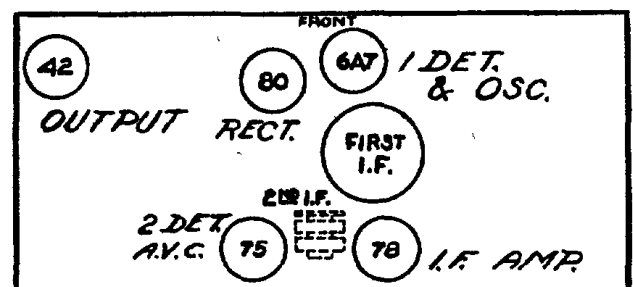 FRONT
42
80
6A7
1 DET.
& OSC.
OUTPUT
RECT.
FIRST
I.F.
2ND I.F.
2 DET.
A.V.C.
75
78
I.F. AMP.